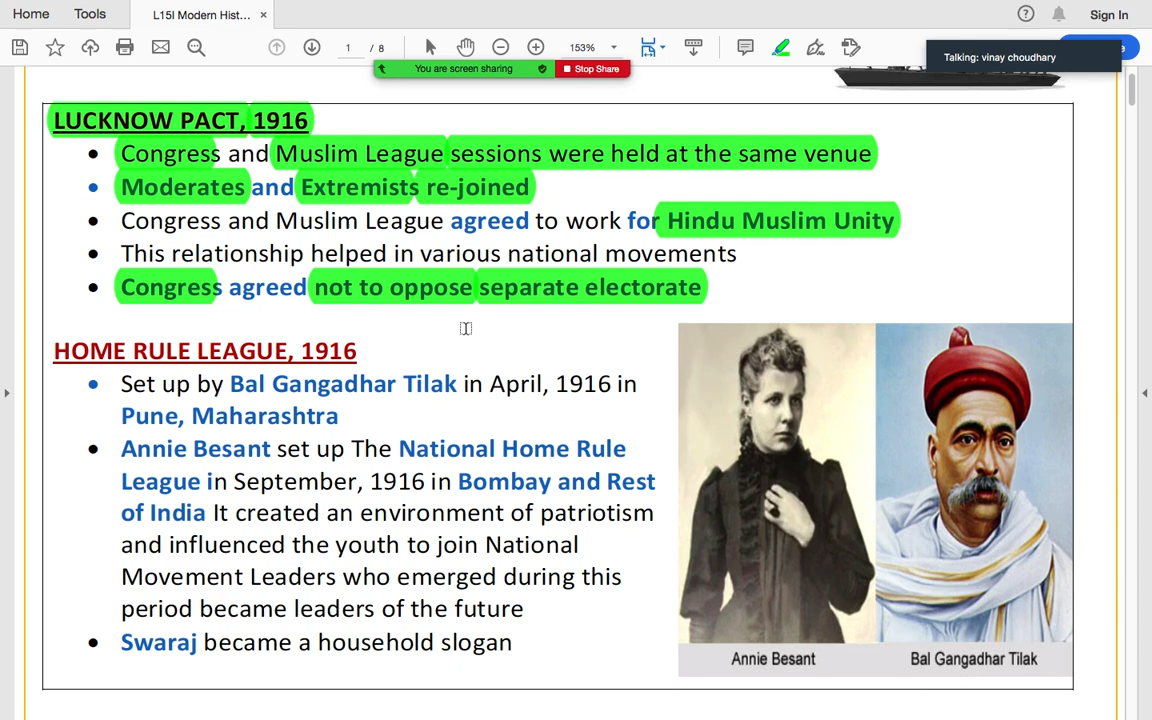 Home Tools L15I Modern Hist... × Sign In
1 / 8 153%
Talking: vinay choudhary
You are screen sharing Stop Share
LUCKNOW PACT, 1916
• Congress and Muslim League sessions were held at the same venue
• Moderates and Extremists re-joined
• Congress and Muslim League agreed to work for Hindu Muslim Unity
• This relationship helped in various national movements
• Congress agreed not to oppose separate electorate
HOME RULE LEAGUE, 1916
• Set up by Bal Gangadhar Tilak in April, 1916 in
Pune, Maharashtra
• Annie Besant set up The National Home Rule
League in September, 1916 in Bombay and Rest
of India It created an environment of patriotism
and influenced the youth to join National
Movement Leaders who emerged during this
period became leaders of the future
• Swaraj became a household slogan
Annie Besant Bal Gangadhar Tilak